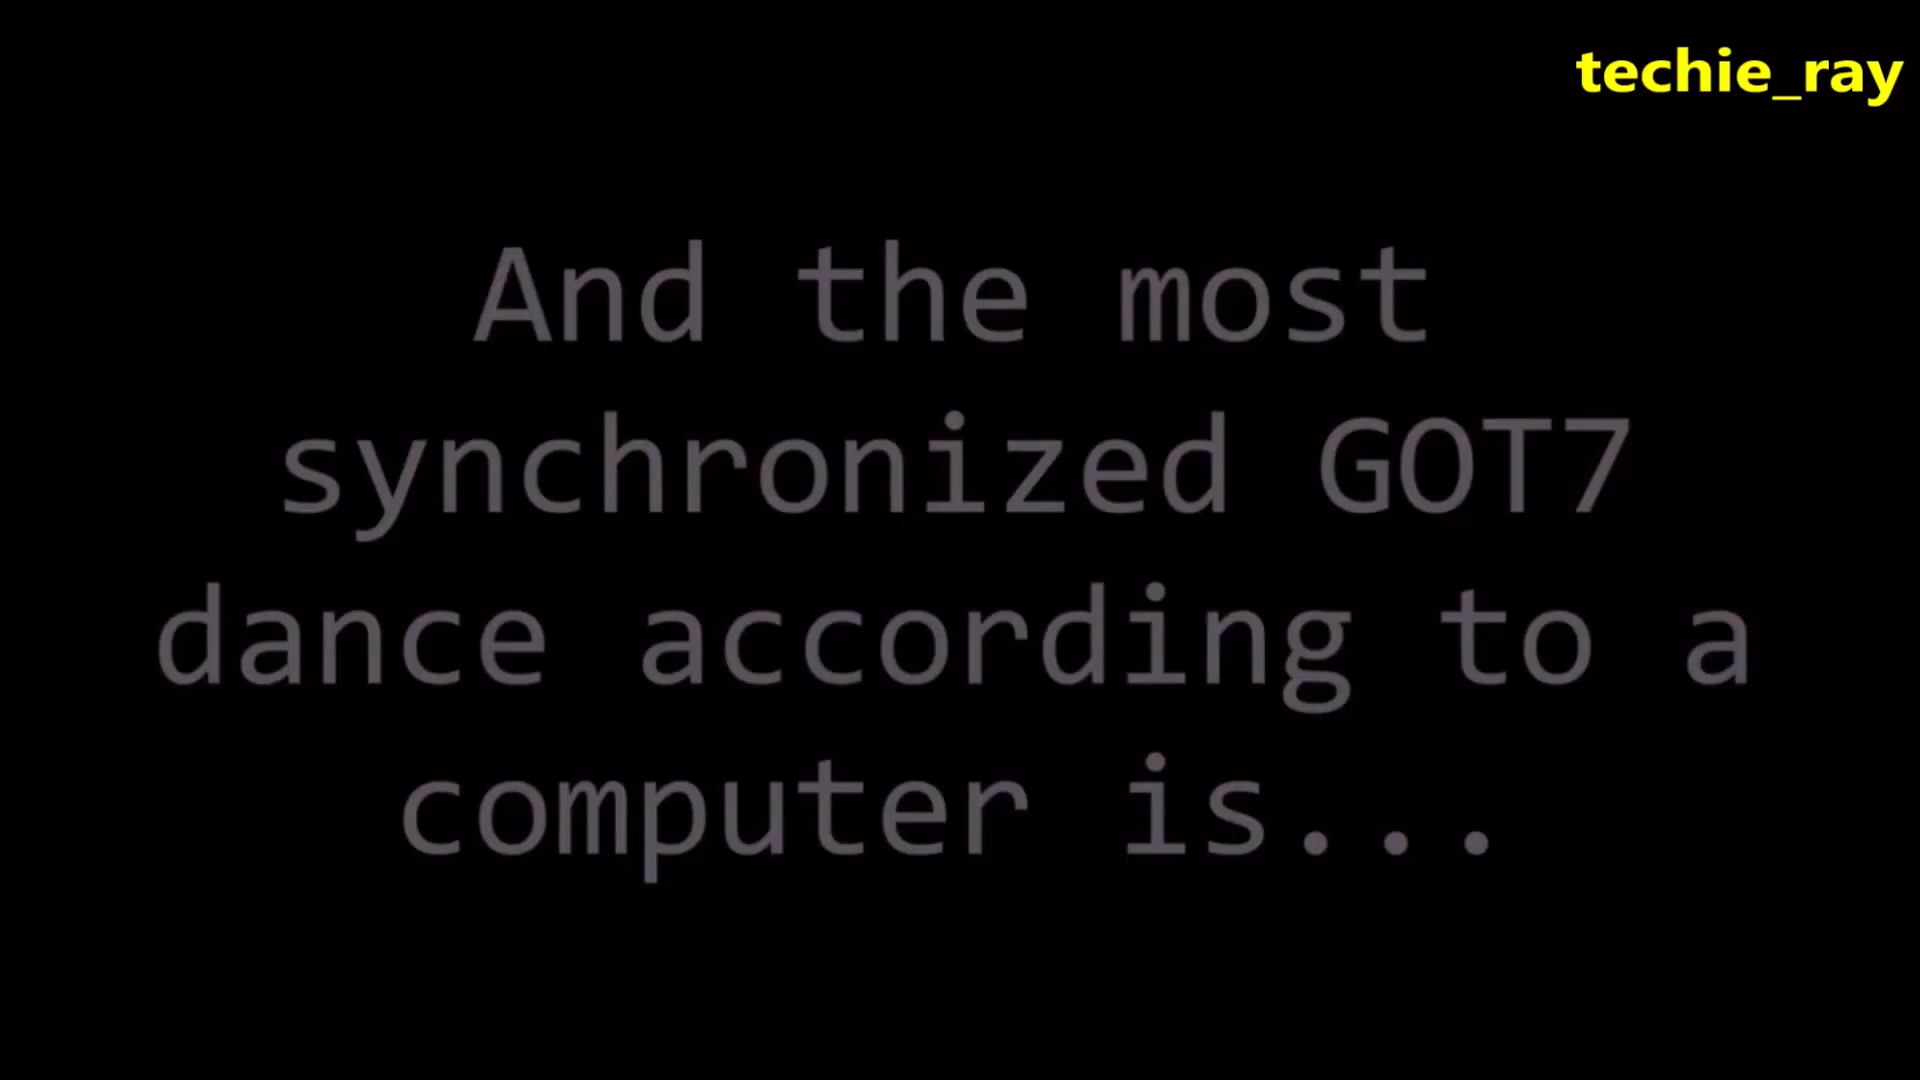 techie_ray
And the most
synchronized GOT7
dance according to a
computer is...